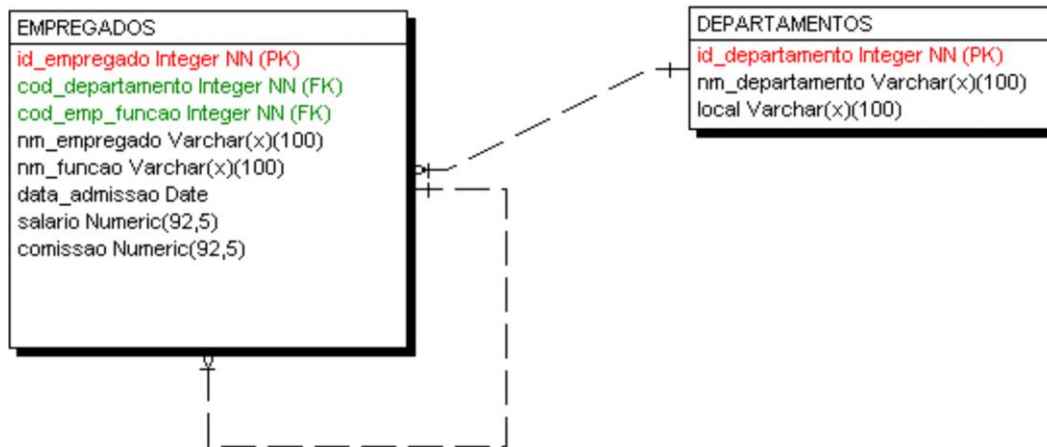 EMPREGADOS
id_empregado Integer NN (PK)
cod_departamento Integer NN (FK)
cod_emp_funcao Integer NN (FK)
nm_empregado Varchar(x)(100)
nm_funcao Varchar(x)(100)
data_admissao Date
salario Numeric(92,5)
comissao Numeric(92,5)
DEPARTAMENTOS
id_departamento Integer NN (PK)
nm_departamento Varchar(x)(100)
local Varchar(x)(100)